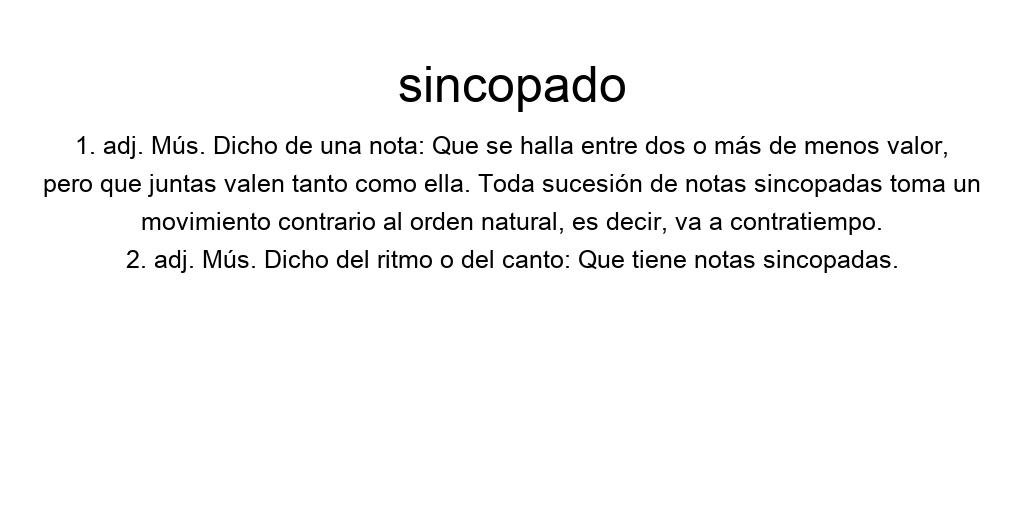 sincopado
1. adj. Mús. Dicho de una nota: Que se halla entre dos o más de menos valor,
pero que juntas valen tanto como ella. Toda sucesión de notas sincopadas toma un
movimiento contrario al orden natural, es decir, va a contratiempo.
2. adj. Mús. Dicho del ritmo o del canto: Que tiene notas sincopadas.